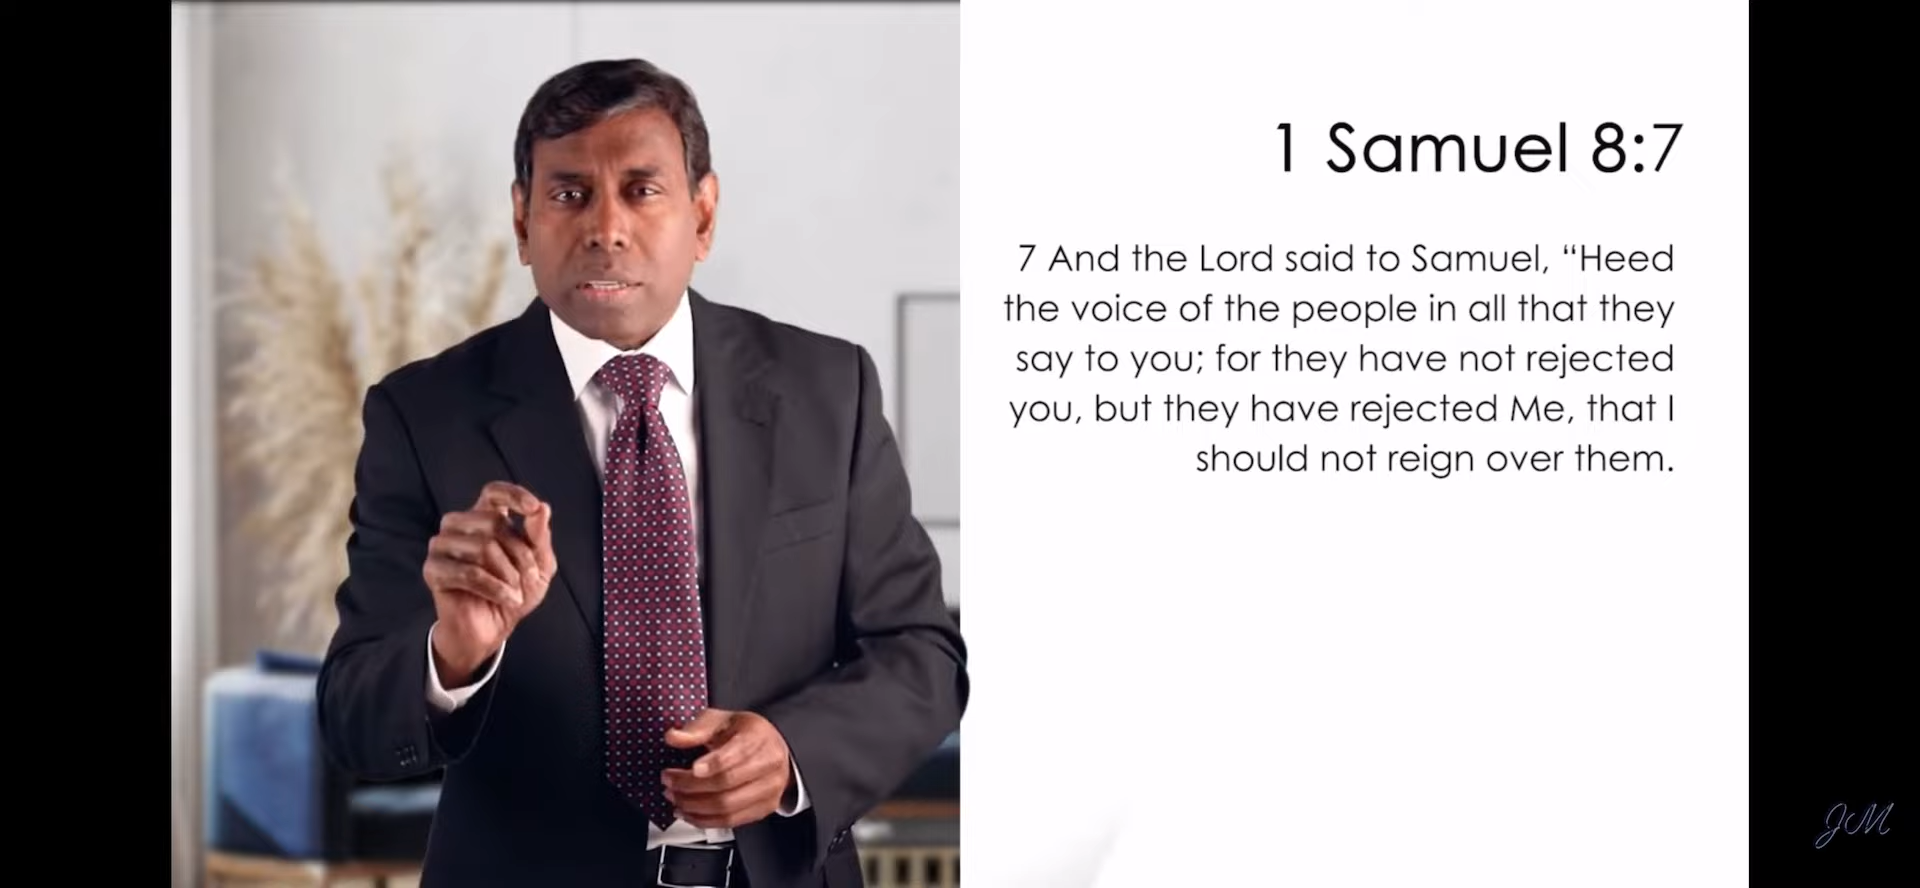 1 Samuel 8:7
7 And the Lord said to Samuel, “Heed
the voice of the people in all that they
say to you; for they have not rejected
you, but they have rejected Me, that I
should not reign over them.
JM